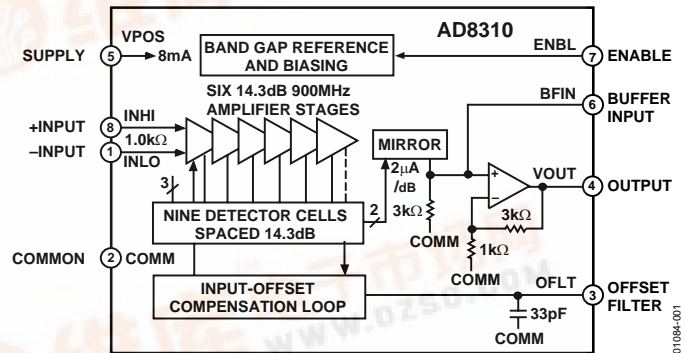 AD8310
SUPPLY
VPOS
5
8mA
BAND GAP REFERENCE
AND BIASING
ENBL
7
ENABLE
SIX 14.3dB 900MHz
AMPLIFIER STAGES
BFIN
6
BUFFER
INPUT
+INPUT
8
INHI
1.0kΩ
–INPUT
1
INLO
MIRROR
2μA
/dB
3kΩ
COMM
+
–
VOUT
4
OUTPUT
3kΩ
1kΩ
COMM
3
NINE DETECTOR CELLS
SPACED 14.3dB
2
COMMON
2
COMM
INPUT-OFFSET
COMPENSATION LOOP
OFLT
3
OFFSET
FILTER
33pF
COMM
WWW.DZSC.COM
01084-001